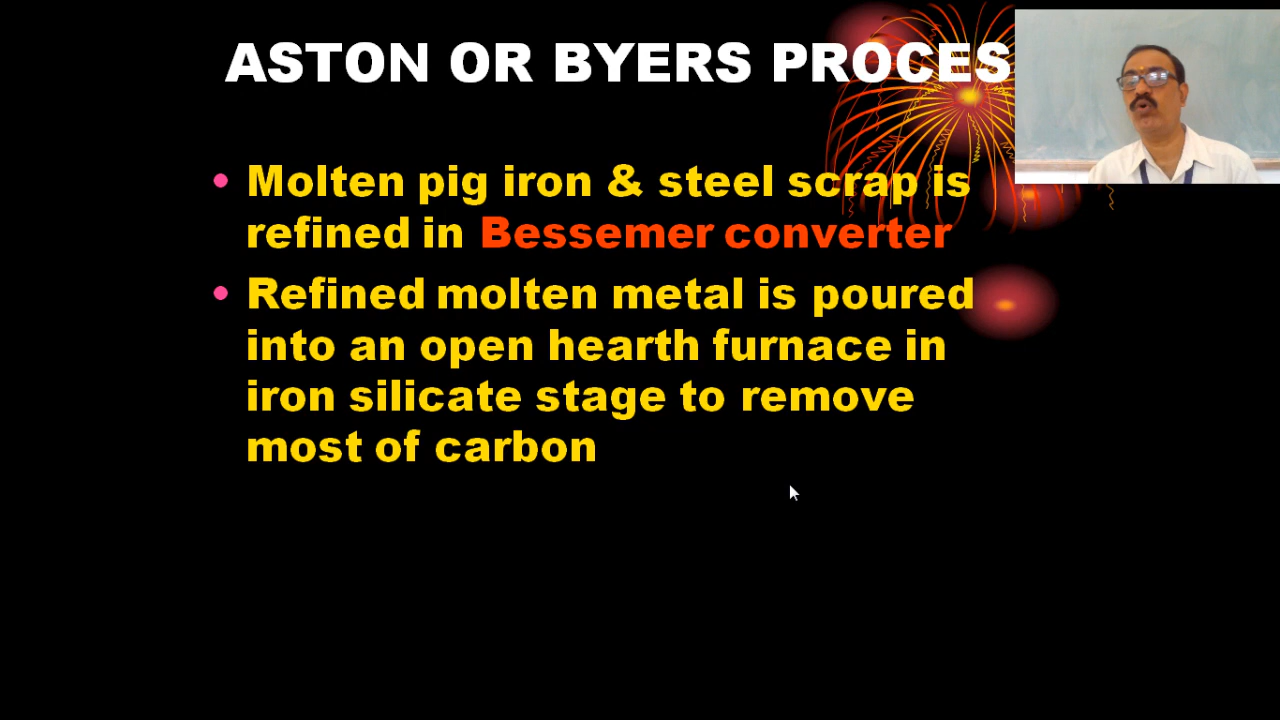 ASTON OR BYERS PROCES
• Molten pig iron & steel scrap is
refined in Bessemer converter
• Refined molten metal is poured
into an open hearth furnace in
iron silicate stage to remove
most of carbon